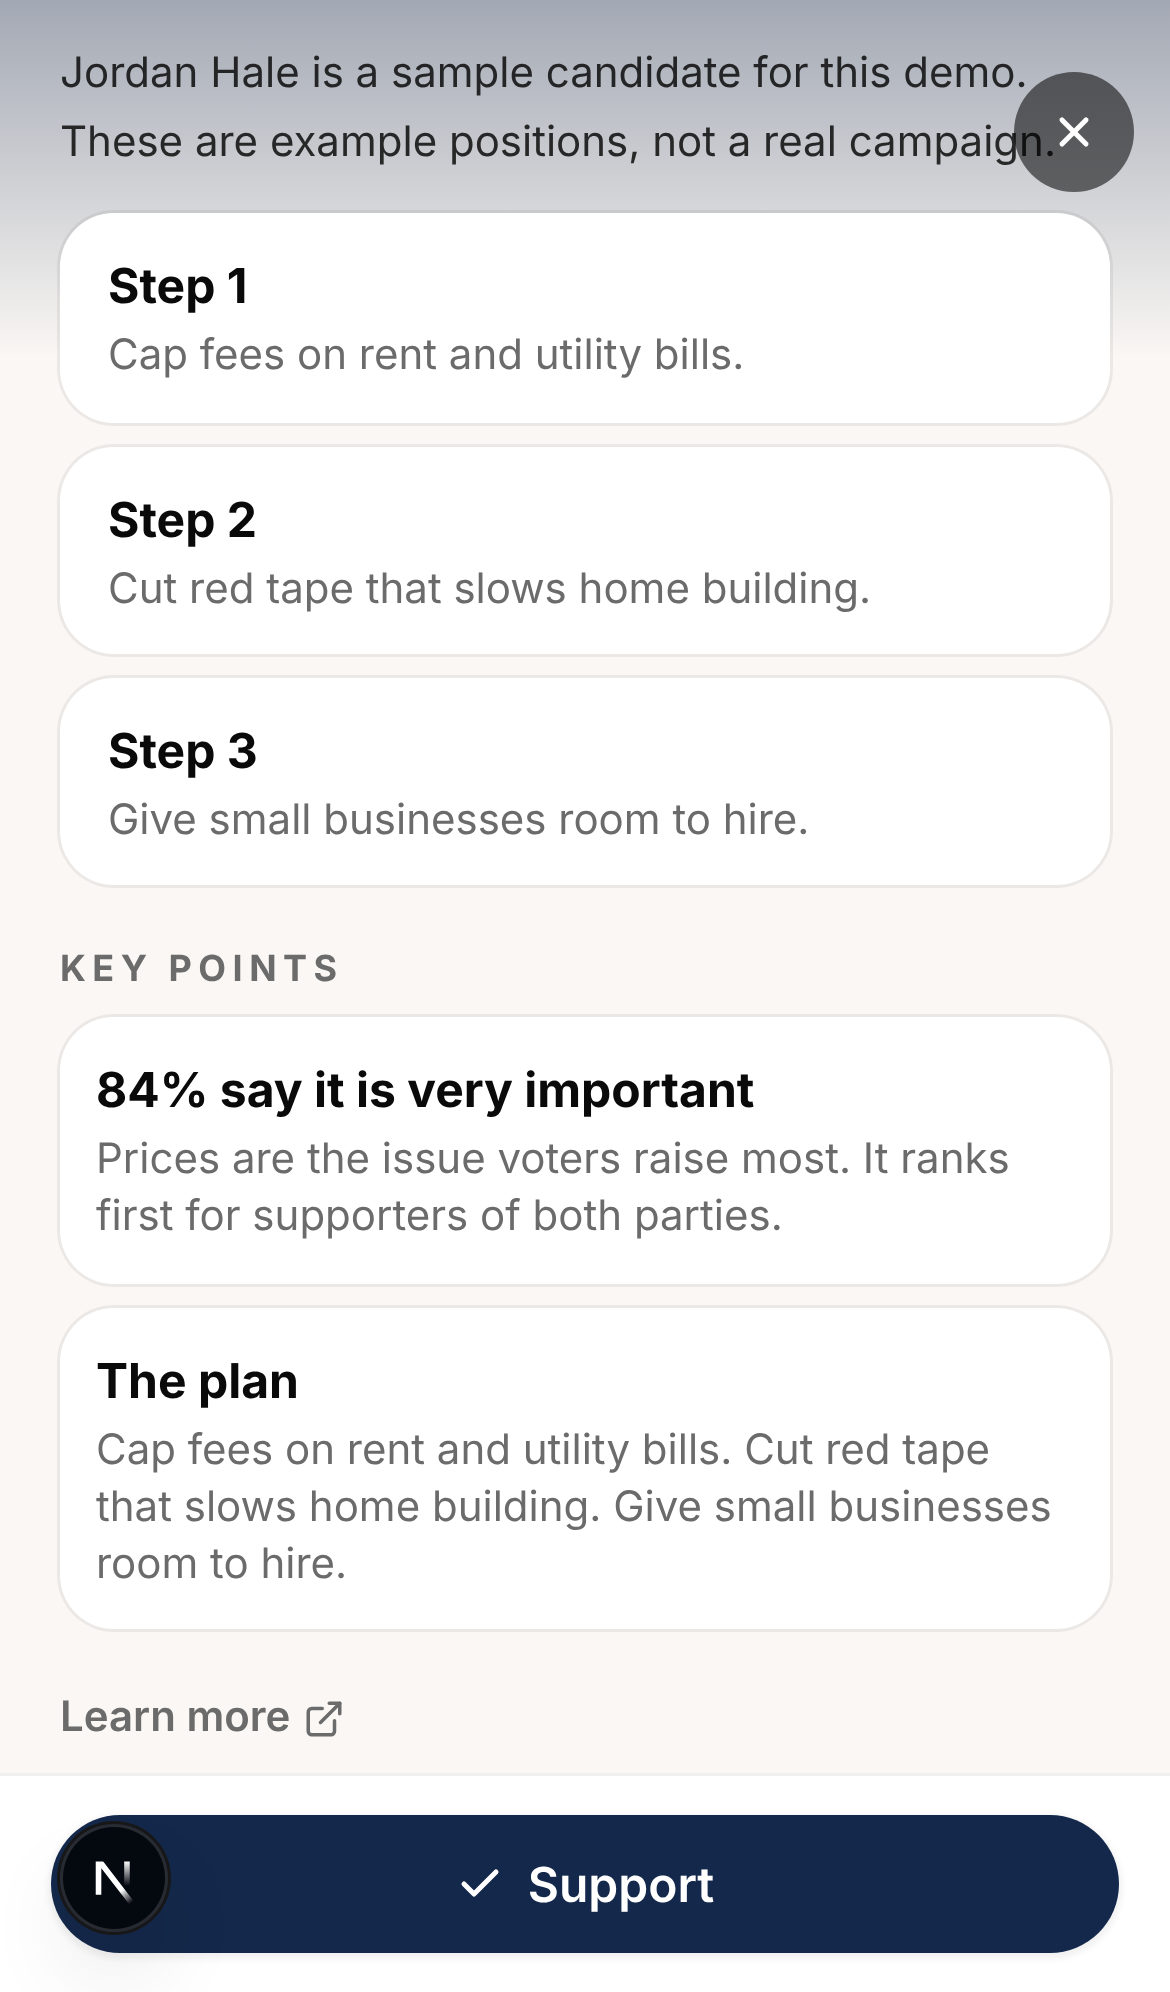 Jordan Hale is a sample candidate for this demo.
These are example positions, not a real campaign.
Step 1
Cap fees on rent and utility bills.
Step 2
Cut red tape that slows home building.
Step 3
Give small businesses room to hire.
KEY POINTS
84% say it is very important
Prices are the issue voters raise most. It ranks
first for supporters of both parties.
The plan
Cap fees on rent and utility bills. Cut red tape
that slows home building. Give small businesses
room to hire.
Learn more
N
Support